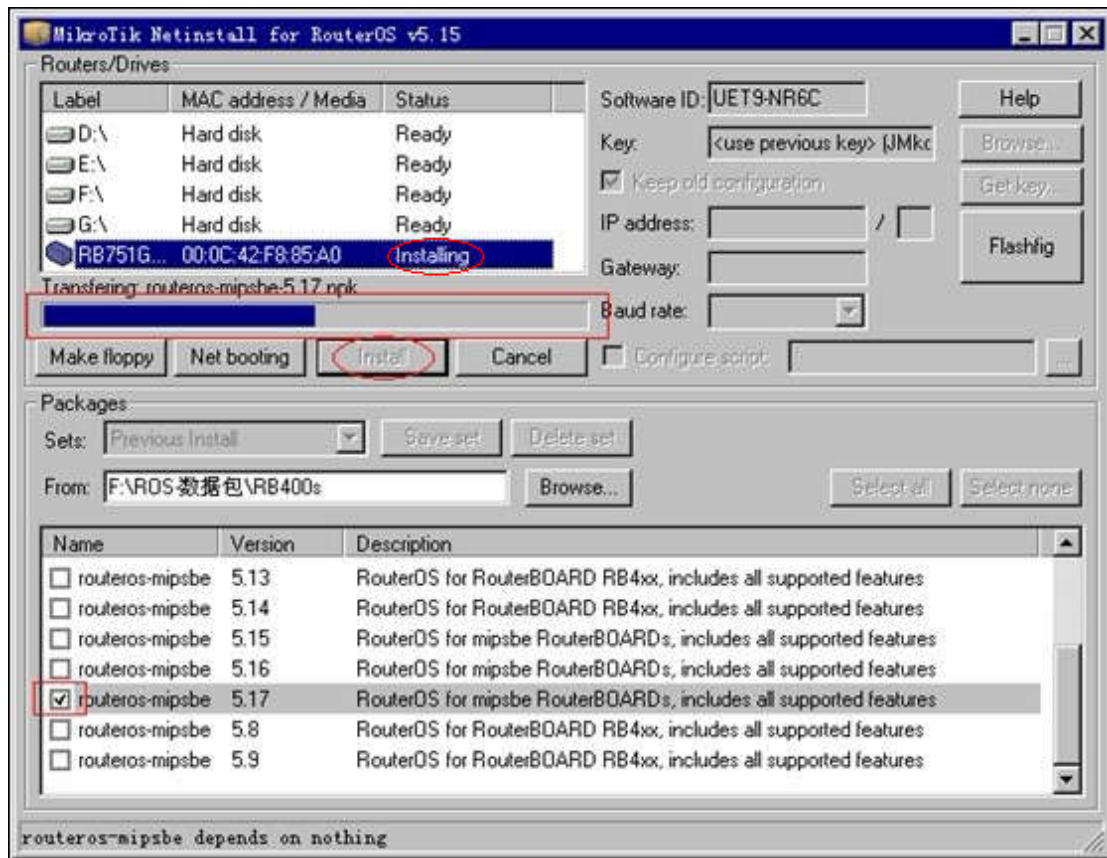 MikroTik Netinstall for RouterOS v5.15
Routers/Drives
Label MAC address / Media Status
D:\ Hard disk Ready
E:\ Hard disk Ready
F:\ Hard disk Ready
G:\ Hard disk Ready
RB751G... 00:0C:42:F8:85:A0 Installing
Transfering: routeros-mipsbe-5.17.npk
Make floppy Net booting Install Cancel
Software ID: UET9-NR6C Help
Key: <use previous key> (JMkc Browse...
Keep old configuration Get key...
IP address: / Flashfig
Gateway:
Baud rate:
Configure script: ...
Packages
Sets: Previous Install Save set Delete set
From: F:\ROS数据包\RB400s Browse... Select all Select none
Name Version Description
routeros-mipsbe 5.13 RouterOS for RouterBOARD RB4xx, includes all supported features
routeros-mipsbe 5.14 RouterOS for RouterBOARD RB4xx, includes all supported features
routeros-mipsbe 5.15 RouterOS for mipsbe RouterBOARDs, includes all supported features
routeros-mipsbe 5.16 RouterOS for mipsbe RouterBOARDs, includes all supported features
routeros-mipsbe 5.17 RouterOS for mipsbe RouterBOARDs, includes all supported features
routeros-mipsbe 5.8 RouterOS for RouterBOARD RB4xx, includes all supported features
routeros-mipsbe 5.9 RouterOS for RouterBOARD RB4xx, includes all supported features
routeros-mipsbe depends on nothing